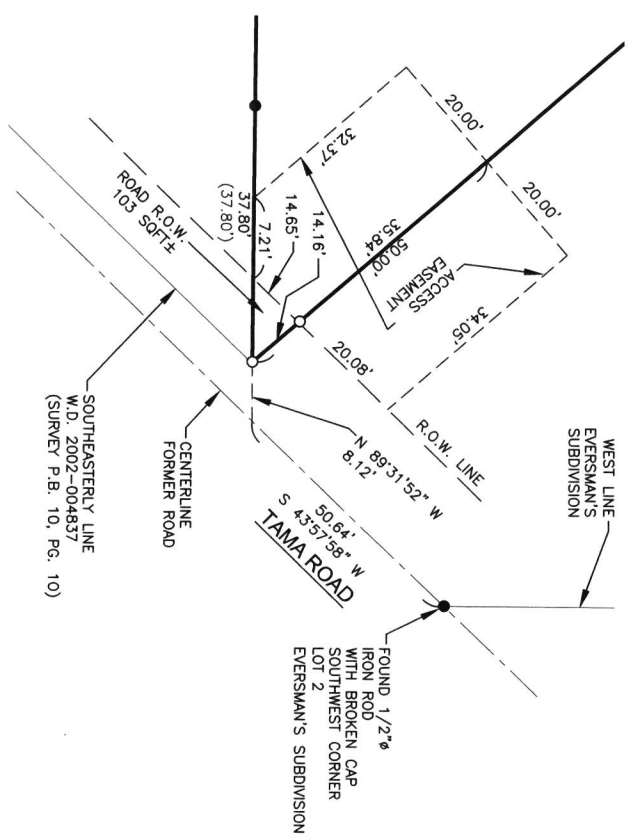 WEST LINE
EVERSMAN'S
SUBDIVISION
20.00'
20.00'
32.37'
35.84'
50.00'
ACCESS
EASEMENT
34.05'
ROAD R.O.W.
103 SQFT±
37.80'
(37.80')
7.21'
14.65'
14.16'
20.08'
R.O.W. LINE
N 89°31'52" W
8.12'
50.64'
S 43°57'58" W
TAMA ROAD
CENTERLINE
FORMER ROAD
SOUTHEASTERLY LINE
W.D. 2002-004837
(SURVEY P.B. 10, PG. 10)
FOUND 1/2"ø
IRON ROD
WITH BROKEN CAP
SOUTHWEST CORNER
LOT 2
EVERSMAN'S SUBDIVISION